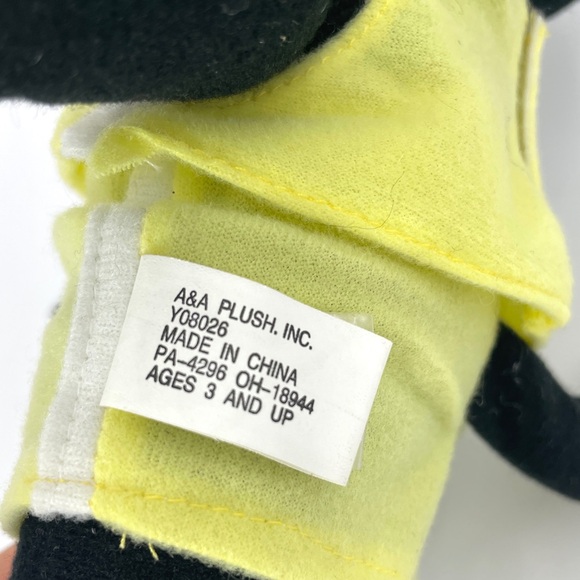 A&A PLUSH. INC.
Y08026
MADE IN CHINA
PA-4296 OH-18944
AGES 3 AND UP